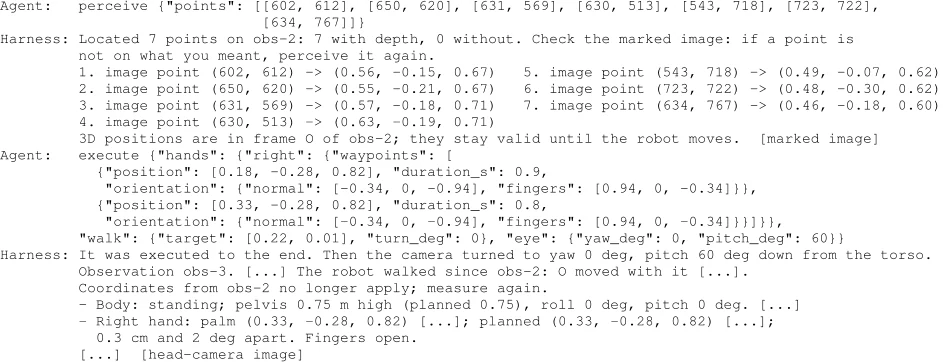 Agent:   perceive {"points": [[602, 612], [650, 620], [631, 569], [630, 513], [543, 718], [723, 722],
[634, 767]]}
Harness: Located 7 points on obs-2: 7 with depth, 0 without. Check the marked image: if a point is
not on what you meant, perceive it again.
1. image point (602, 612) -> (0.56, -0.15, 0.67)   5. image point (543, 718) -> (0.49, -0.07, 0.62)
2. image point (650, 620) -> (0.55, -0.21, 0.67)   6. image point (723, 722) -> (0.48, -0.30, 0.62)
3. image point (631, 569) -> (0.57, -0.18, 0.71)   7. image point (634, 767) -> (0.46, -0.18, 0.60)
4. image point (630, 513) -> (0.63, -0.19, 0.71)
3D positions are in frame O of obs-2; they stay valid until the robot moves.  [marked image]
Agent:   execute {"hands": {"right": {"waypoints": [
{"position": [0.18, -0.28, 0.82], "duration_s": 0.9,
"orientation": {"normal": [-0.34, 0, -0.94], "fingers": [0.94, 0, -0.34]}},
{"position": [0.33, -0.28, 0.82], "duration_s": 0.8,
"orientation": {"normal": [-0.34, 0, -0.94], "fingers": [0.94, 0, -0.34]}}]}},
"walk": {"target": [0.22, 0.01], "turn_deg": 0}, "eye": {"yaw_deg": 0, "pitch_deg": 60}}
Harness: It was executed to the end. Then the camera turned to yaw 0 deg, pitch 60 deg down from the torso.
Observation obs-3. [...] The robot walked since obs-2: O moved with it [...].
Coordinates from obs-2 no longer apply; measure again.
- Body: standing; pelvis 0.75 m high (planned 0.75), roll 0 deg, pitch 0 deg. [...]
- Right hand: palm (0.33, -0.28, 0.82) [...]; planned (0.33, -0.28, 0.82) [...];
0.3 cm and 2 deg apart. Fingers open.
[...]  [head-camera image]